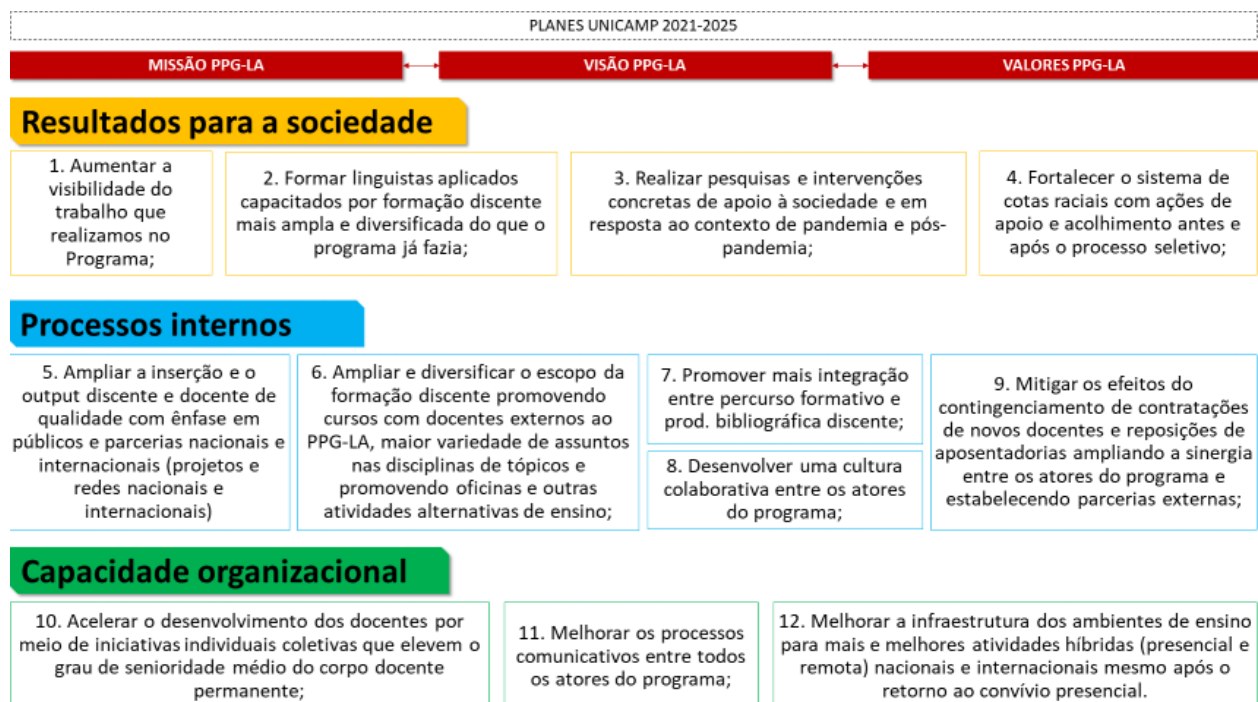 PLANES UNICAMP 2021-2025
MISSÃO PPG-LA
VISÃO PPG-LA
VALORES PPG-LA
Resultados para a sociedade
1. Aumentar a
visibilidade do
trabalho que
realizamos no
Programa;
2. Formar linguistas aplicados
capacitados por formação discente
mais ampla e diversificada do que o
programa já fazia;
3. Realizar pesquisas e intervenções
concretas de apoio à sociedade e em
resposta ao contexto de pandemia e pós-
pandemia;
4. Fortalecer o sistema de
cotas raciais com ações de
apoio e acolhimento antes e
após o processo seletivo;
Processos internos
5. Ampliar a inserção e o
output discente e docente de
qualidade com ênfase em
públicos e parcerias nacionais e
internacionais (projetos e
redes nacionais e
internacionais)
6. Ampliar e diversificar o escopo da
formação discente promovendo
cursos com docentes externos ao
PPG-LA, maior variedade de assuntos
nas disciplinas de tópicos e
promovendo oficinas e outras
atividades alternativas de ensino;
7. Promover mais integração
entre percurso formativo e
prod. bibliográfica discente;
8. Desenvolver uma cultura
colaborativa entre os atores
do programa;
9. Mitigar os efeitos do
contingenciamento de contratações
de novos docentes e reposições de
aposentadorias ampliando a sinergia
entre os atores do programa e
estabelecendo parcerias externas;
Capacidade organizacional
10. Acelerar o desenvolvimento dos docentes por
meio de iniciativas individuais coletivas que elevem o
grau de senioridade médio do corpo docente
permanente;
11. Melhorar os processos
comunicativos entre todos
os atores do programa;
12. Melhorar a infraestrutura dos ambientes de ensino
para mais e melhores atividades híbridas (presencial e
remota) nacionais e internacionais mesmo após o
retorno ao convívio presencial.